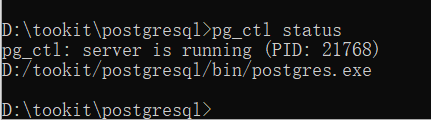 D:\tookit\postgresql>pg_ctl status
pg_ctl: server is running (PID: 21768)
D:/tookit/postgresql/bin/postgres.exe
D:\tookit\postgresql>